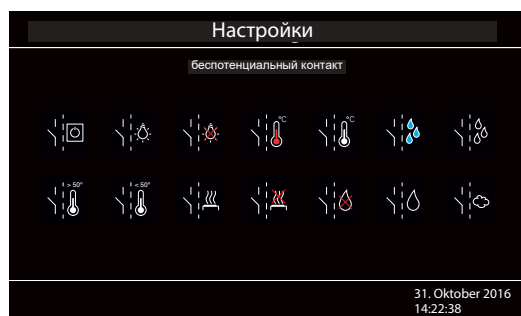 Настройки
беспотенциальный контакт
°C °C
> 50° < 50°
31. Oktober 2016
14:22:38